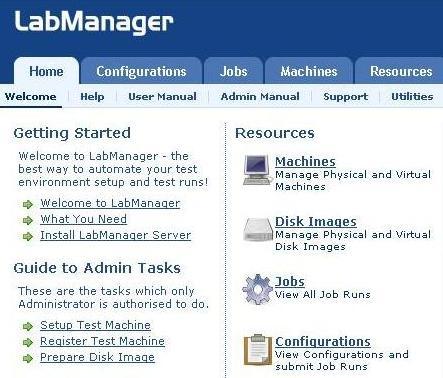 LabManager
Home
Configurations
Jobs
Machines
Resources
Welcome
Help
User Manual
Admin Manual
Support
Utilities
Getting Started
Welcome to LabManager - the
best way to automate your test
environment setup and test runs!
Welcome to LabManager
What You Need
Install LabManager Server
Guide to Admin Tasks
These are the tasks which only
Administrator is authorised to do.
Setup Test Machine
Register Test Machine
Prepare Disk Image
Resources
Machines
Manage Physical and Virtual
Machines
Disk Images
Manage Physical and Virtual
Disk Images
Jobs
View All Job Runs
Configurations
View Configurations and
submit Job Runs